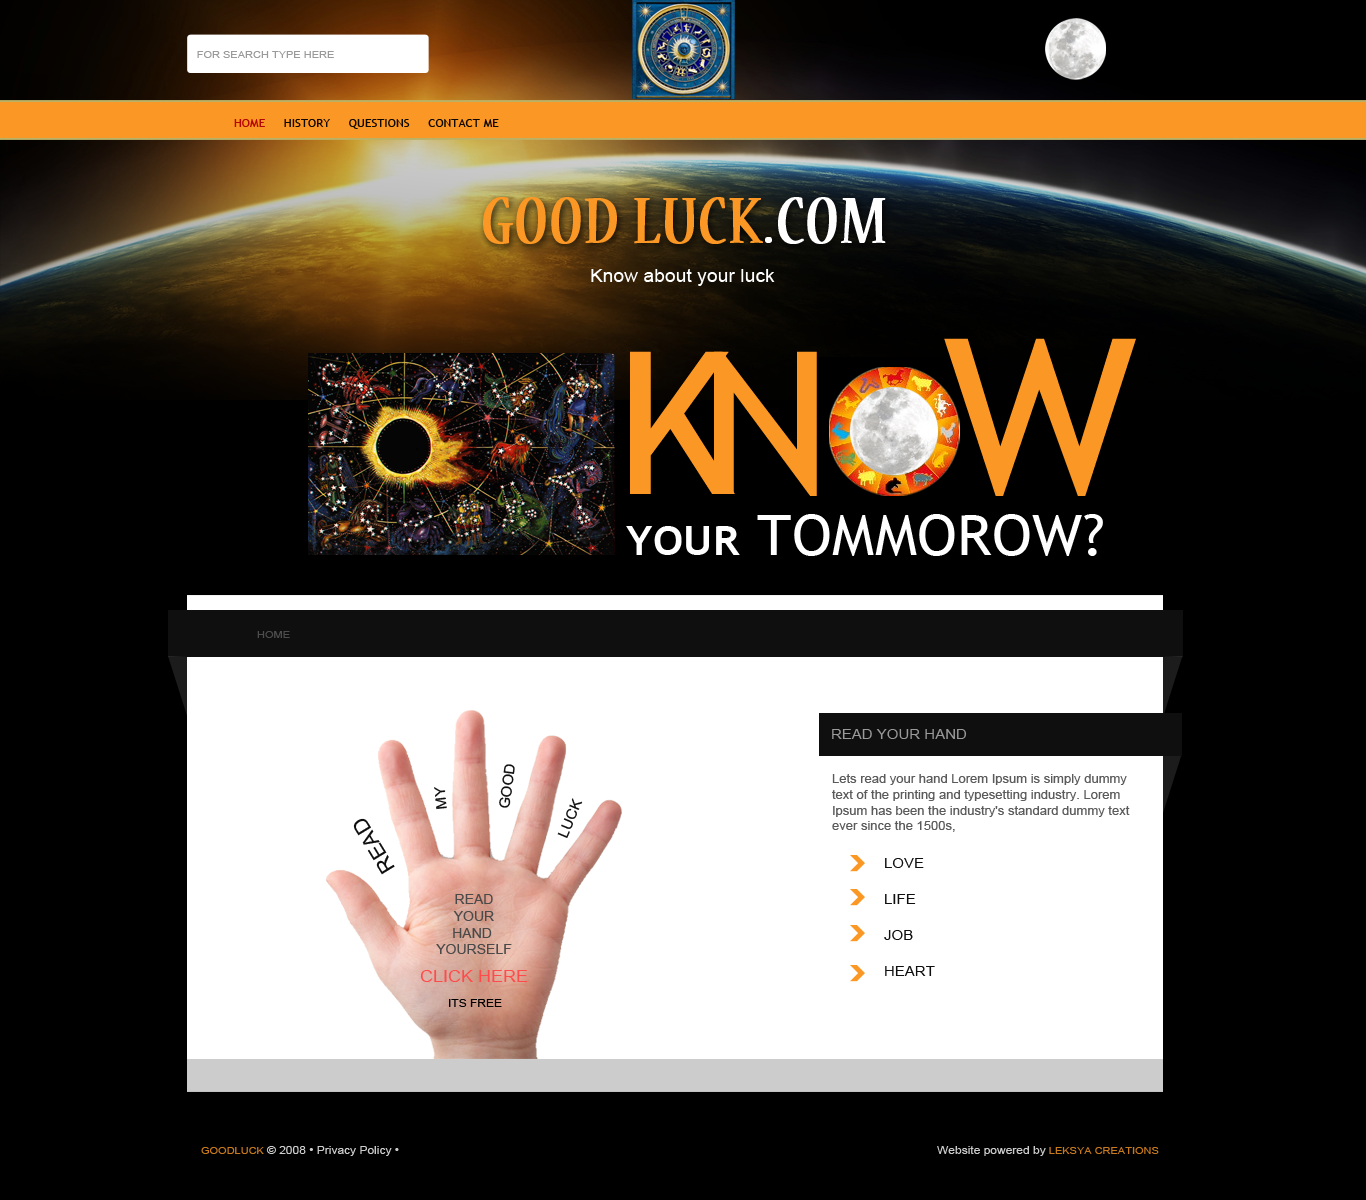 FOR SEARCH TYPE HERE
HOME HISTORY QUESTIONS CONTACT ME
GOOD LUCK.COM
Know about your luck
KNOW
YOUR TOMMOROW?
HOME
READ
MY
GOOD
LUCK
READ
YOUR
HAND
YOURSELF
CLICK HERE
ITS FREE
READ YOUR HAND
Lets read your hand Lorem Ipsum is simply dummy
text of the printing and typesetting industry. Lorem
Ipsum has been the industry's standard dummy text
ever since the 1500s,
LOVE
LIFE
JOB
HEART
GOODLUCK © 2008 • Privacy Policy •
Website powered by LEKSYA CREATIONS